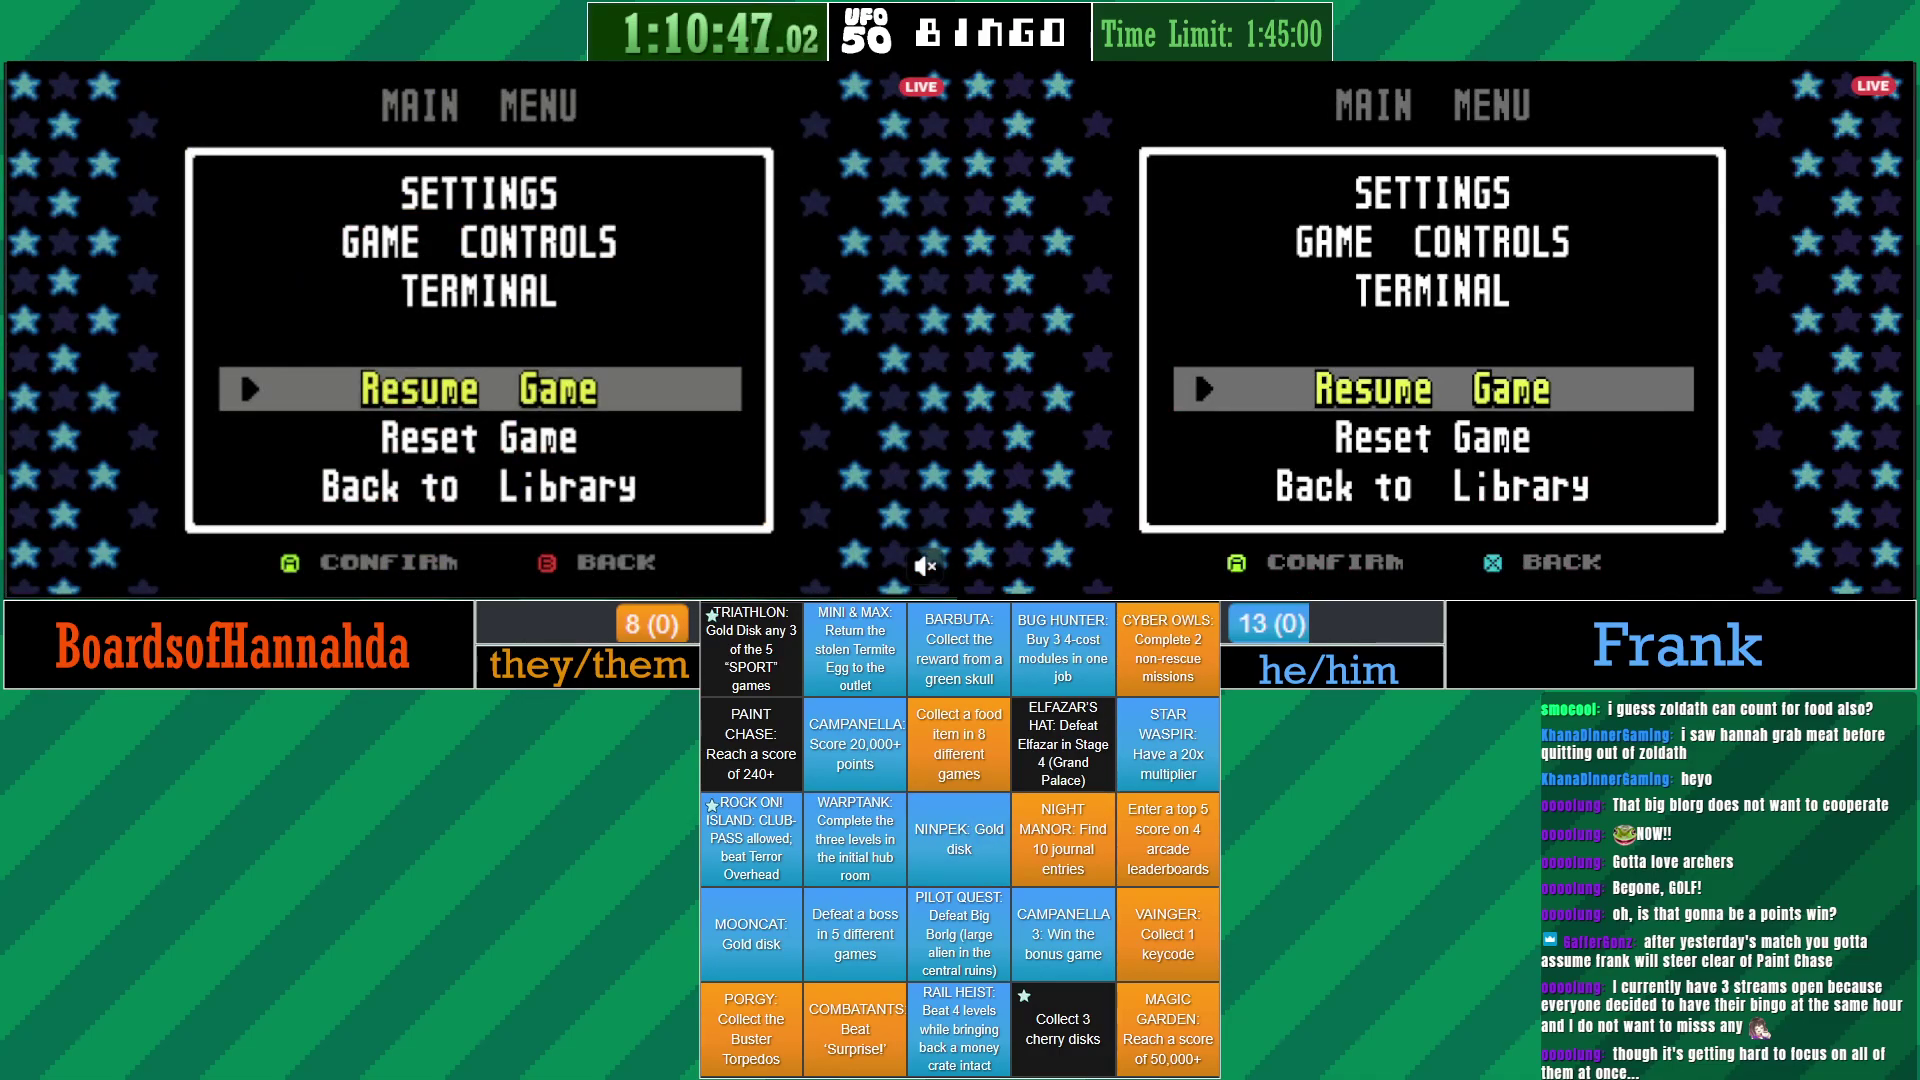 1:10:47.02
UFO 50
BINGO
Time Limit: 1:45:00
MAIN MENU
LIVE
SETTINGS
GAME CONTROLS
TERMINAL
Resume Game
Reset Game
Back to Library
A CONFIRM
B BACK
MAIN MENU
LIVE
SETTINGS
GAME CONTROLS
TERMINAL
Resume Game
Reset Game
Back to Library
A CONFIRM
X BACK
BoardsofHannahda
8 (0)
they/them
13 (0)
he/him
Frank
TRIATHLON:
Gold Disk any 3
of the 5
“SPORT”
games
MINI & MAX:
Return the
stolen Termite
Egg to the
outlet
BARBUTA:
Collect the
reward from a
green skull
BUG HUNTER:
Buy 3 4-cost
modules in one
job
CYBER OWLS:
Complete 2
non-rescue
missions
PAINT
CHASE:
Reach a score
of 240+
CAMPANELLA:
Score 20,000+
points
Collect a food
item in 8
different
games
ELFAZAR'S
HAT: Defeat
Elfazar in Stage
4 (Grand
Palace)
STAR
WASPIR:
Have a 20x
multiplier
ROCK ON!
ISLAND: CLUB-
PASS allowed;
beat Terror
Overhead
WARPTANK:
Complete the
three levels in
the initial hub
room
NINPEK: Gold
disk
NIGHT
MANOR: Find
10 journal
entries
Enter a top 5
score on 4
arcade
leaderboards
MOONCAT:
Gold disk
Defeat a boss
in 5 different
games
PILOT QUEST:
Defeat Big
Borlg (large
alien in the
central ruins)
CAMPANELLA
3: Win the
bonus game
VAINGER:
Collect 1
keycode
PORGY:
Collect the
Buster
Torpedos
COMBATANTS:
Beat
‘Surprise!’
RAIL HEIST:
Beat 4 levels
while bringing
back a money
crate intact
Collect 3
cherry disks
MAGIC
GARDEN:
Reach a score
of 50,000+
smocool: i guess zoldath can count for food also?
KhanaDinnerGaming: i saw hannah grab meat before
quitting out of zoldath
KhanaDinnerGaming: heyo
oooolung: That big blorg does not want to cooperate
oooolung: NOW!!
oooolung: Gotta love archers
oooolung: Begone, GOLF!
oooolung: oh, is that gonna be a points win?
GafferGonz: after yesterday's match you gotta
assume frank will steer clear of Paint Chase
oooolung: I currently have 3 streams open because
everyone decided to have their bingo at the same hour
and I do not want to misss any
oooolung: though it's getting hard to focus on all of
them at once...